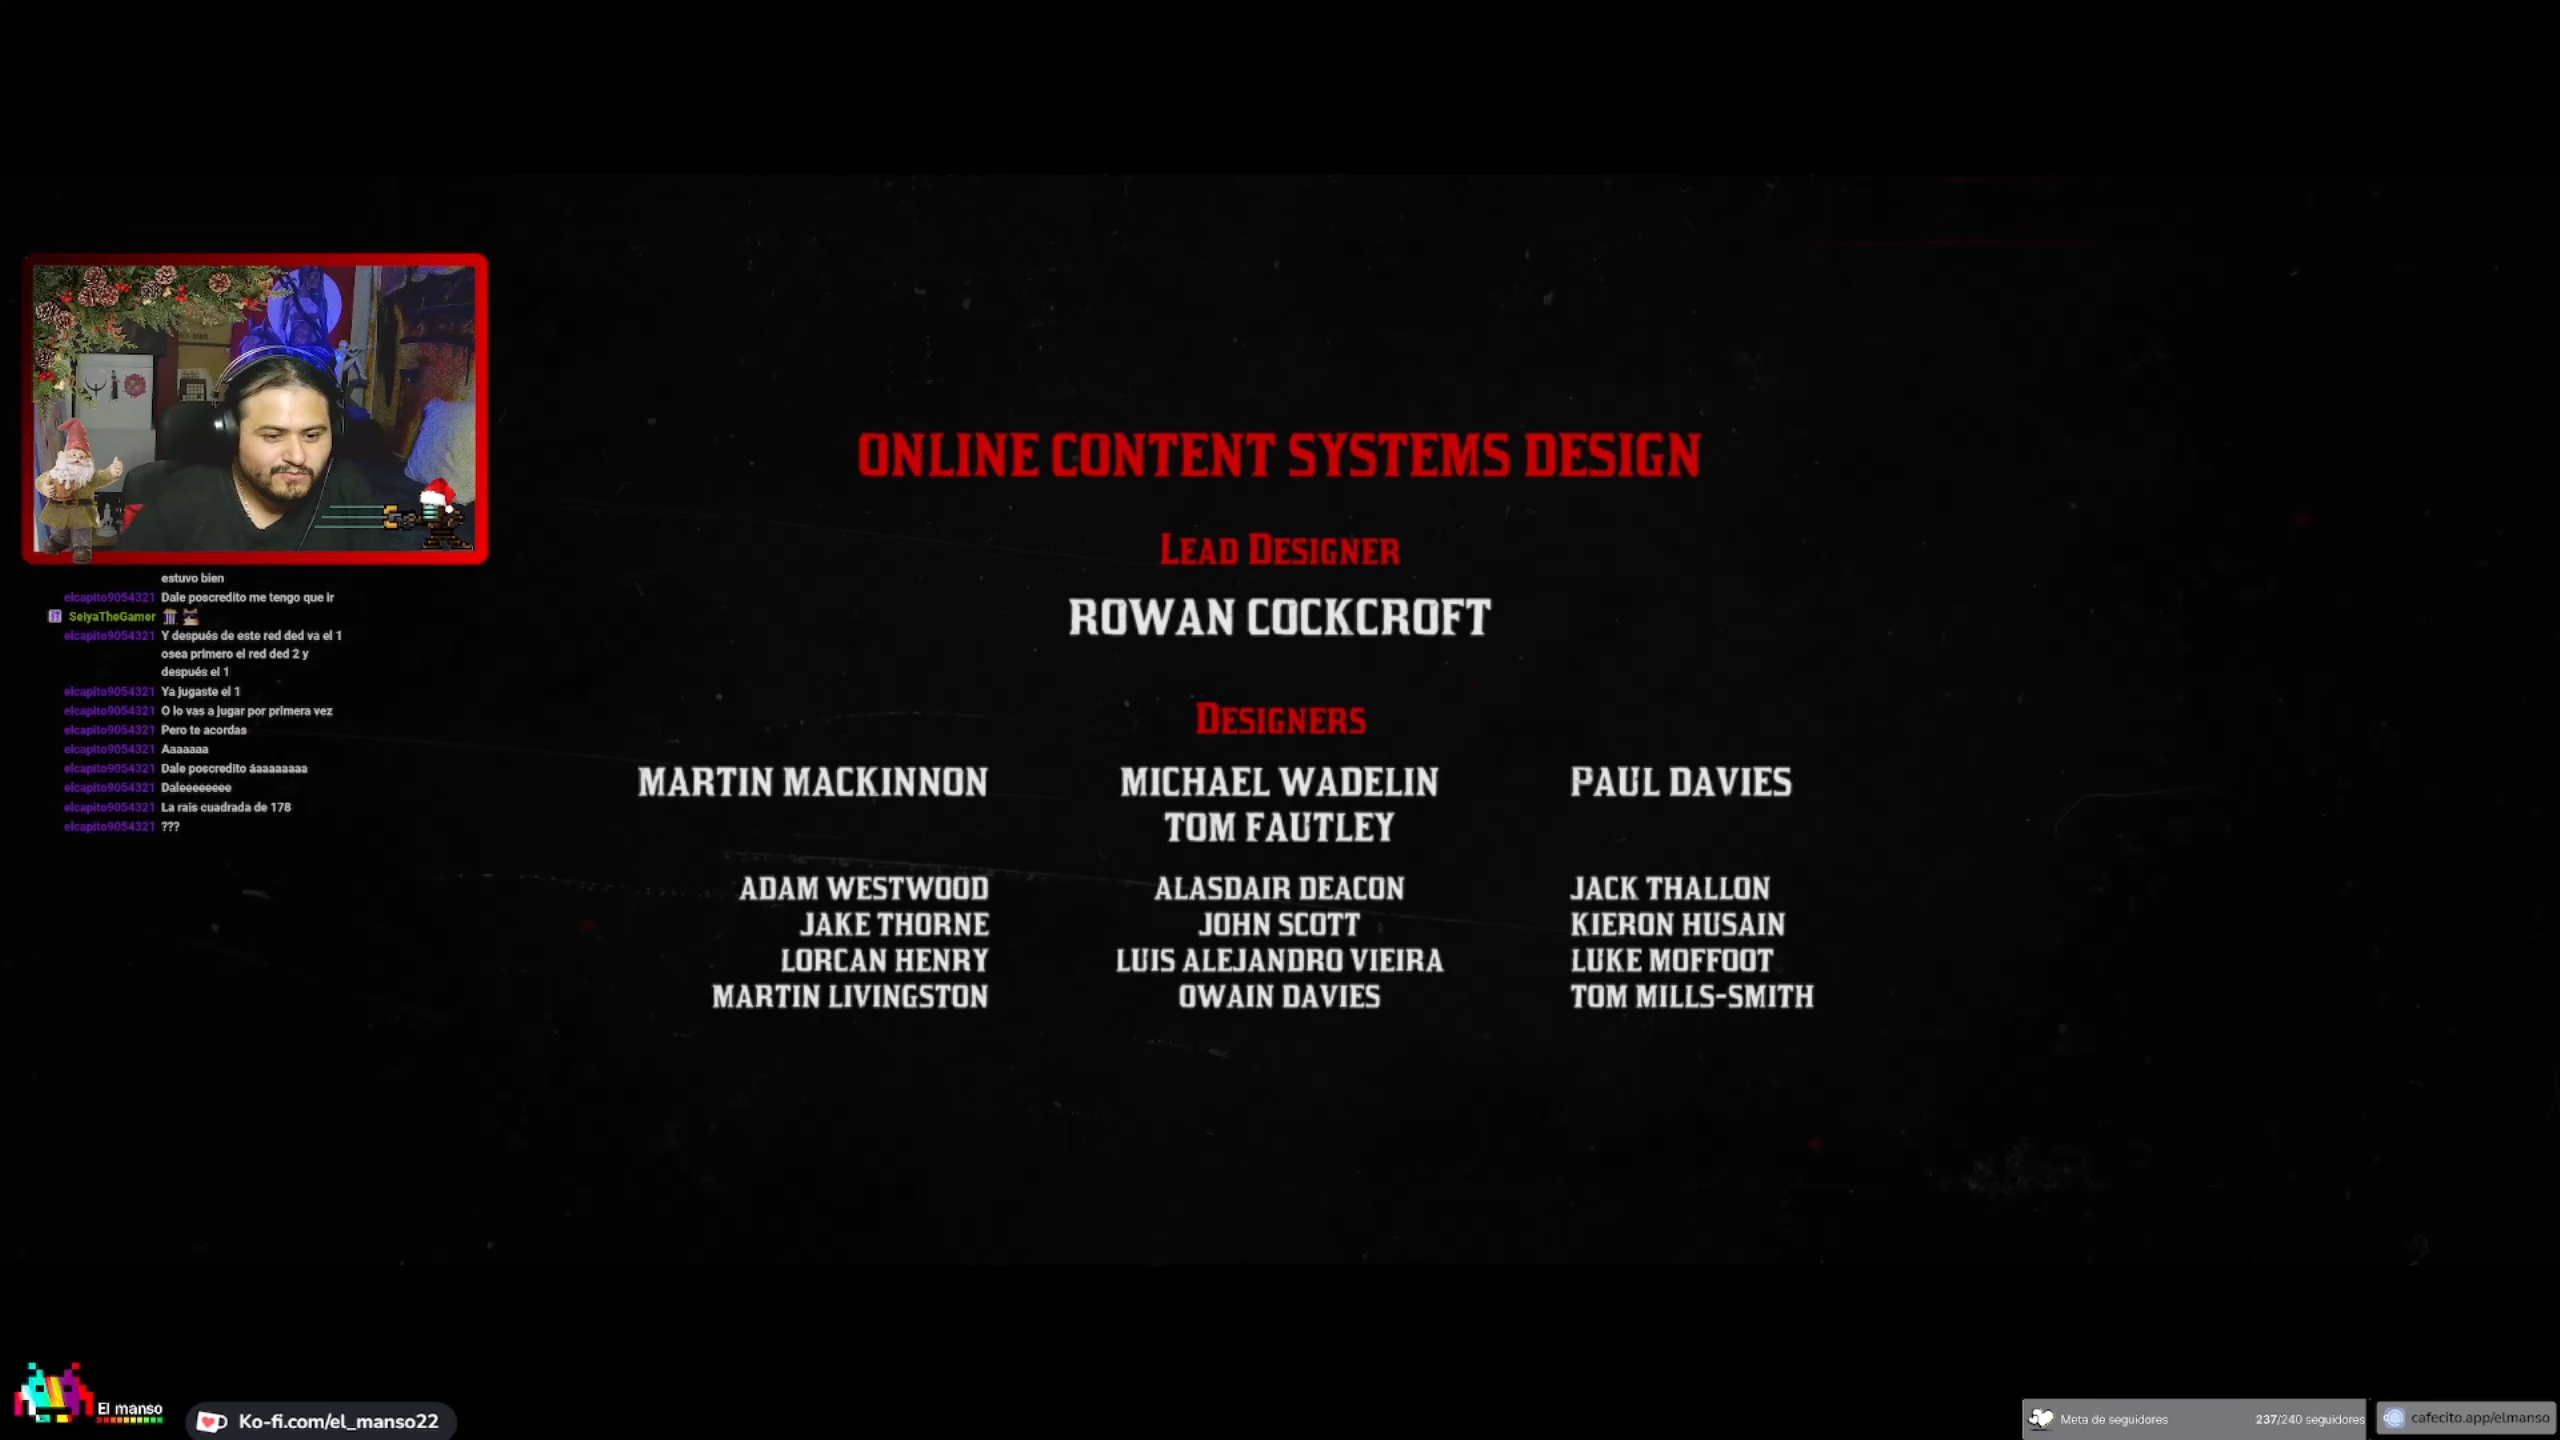 ONLINE CONTENT SYSTEMS DESIGN
LEAD DESIGNER
ROWAN COCKCROFT
DESIGNERS
MARTIN MACKINNON MICHAEL WADELIN PAUL DAVIES
TOM FAUTLEY
ADAM WESTWOOD ALASDAIR DEACON JACK THALLON
JAKE THORNE JOHN SCOTT KIERON HUSAIN
LORCAN HENRY LUIS ALEJANDRO VIEIRA LUKE MOFFOOT
MARTIN LIVINGSTON OWAIN DAVIES TOM MILLS-SMITH
estuvo bien
elcapito9054321 Dale poscredito me tengo que ir
SeiyaTheGamer
elcapito9054321 Y después de este red ded va el 1
osea primero el red ded 2 y
después el 1
elcapito9054321 Ya jugaste el 1
elcapito9054321 O lo vas a jugar por primera vez
elcapito9054321 Pero te acordas
elcapito9054321 Aaaaaaa
elcapito9054321 Dale poscredito áaaaaaaaa
elcapito9054321 Daleeeeeeee
elcapito9054321 La rais cuadrada de 178
elcapito9054321 ???
El manso
Ko-fi.com/el_manso22
Meta de seguidores 237/240 seguidores
cafecito.app/elmanso